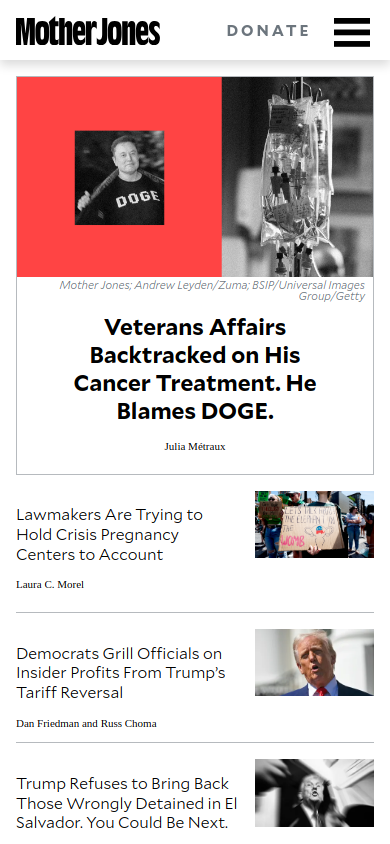 Mother Jones
DONATE
DOGE
Mother Jones; Andrew Leyden/Zuma; BSIP/Universal Images
Group/Getty
Veterans Affairs
Backtracked on His
Cancer Treatment. He
Blames DOGE.
Julia Métraux
Lawmakers Are Trying to
Hold Crisis Pregnancy
Centers to Account
Laura C. Morel
THE ELEMENT
WOMB
Democrats Grill Officials on
Insider Profits From Trump's
Tariff Reversal
Dan Friedman and Russ Choma
Trump Refuses to Bring Back
Those Wrongly Detained in El
Salvador. You Could Be Next.